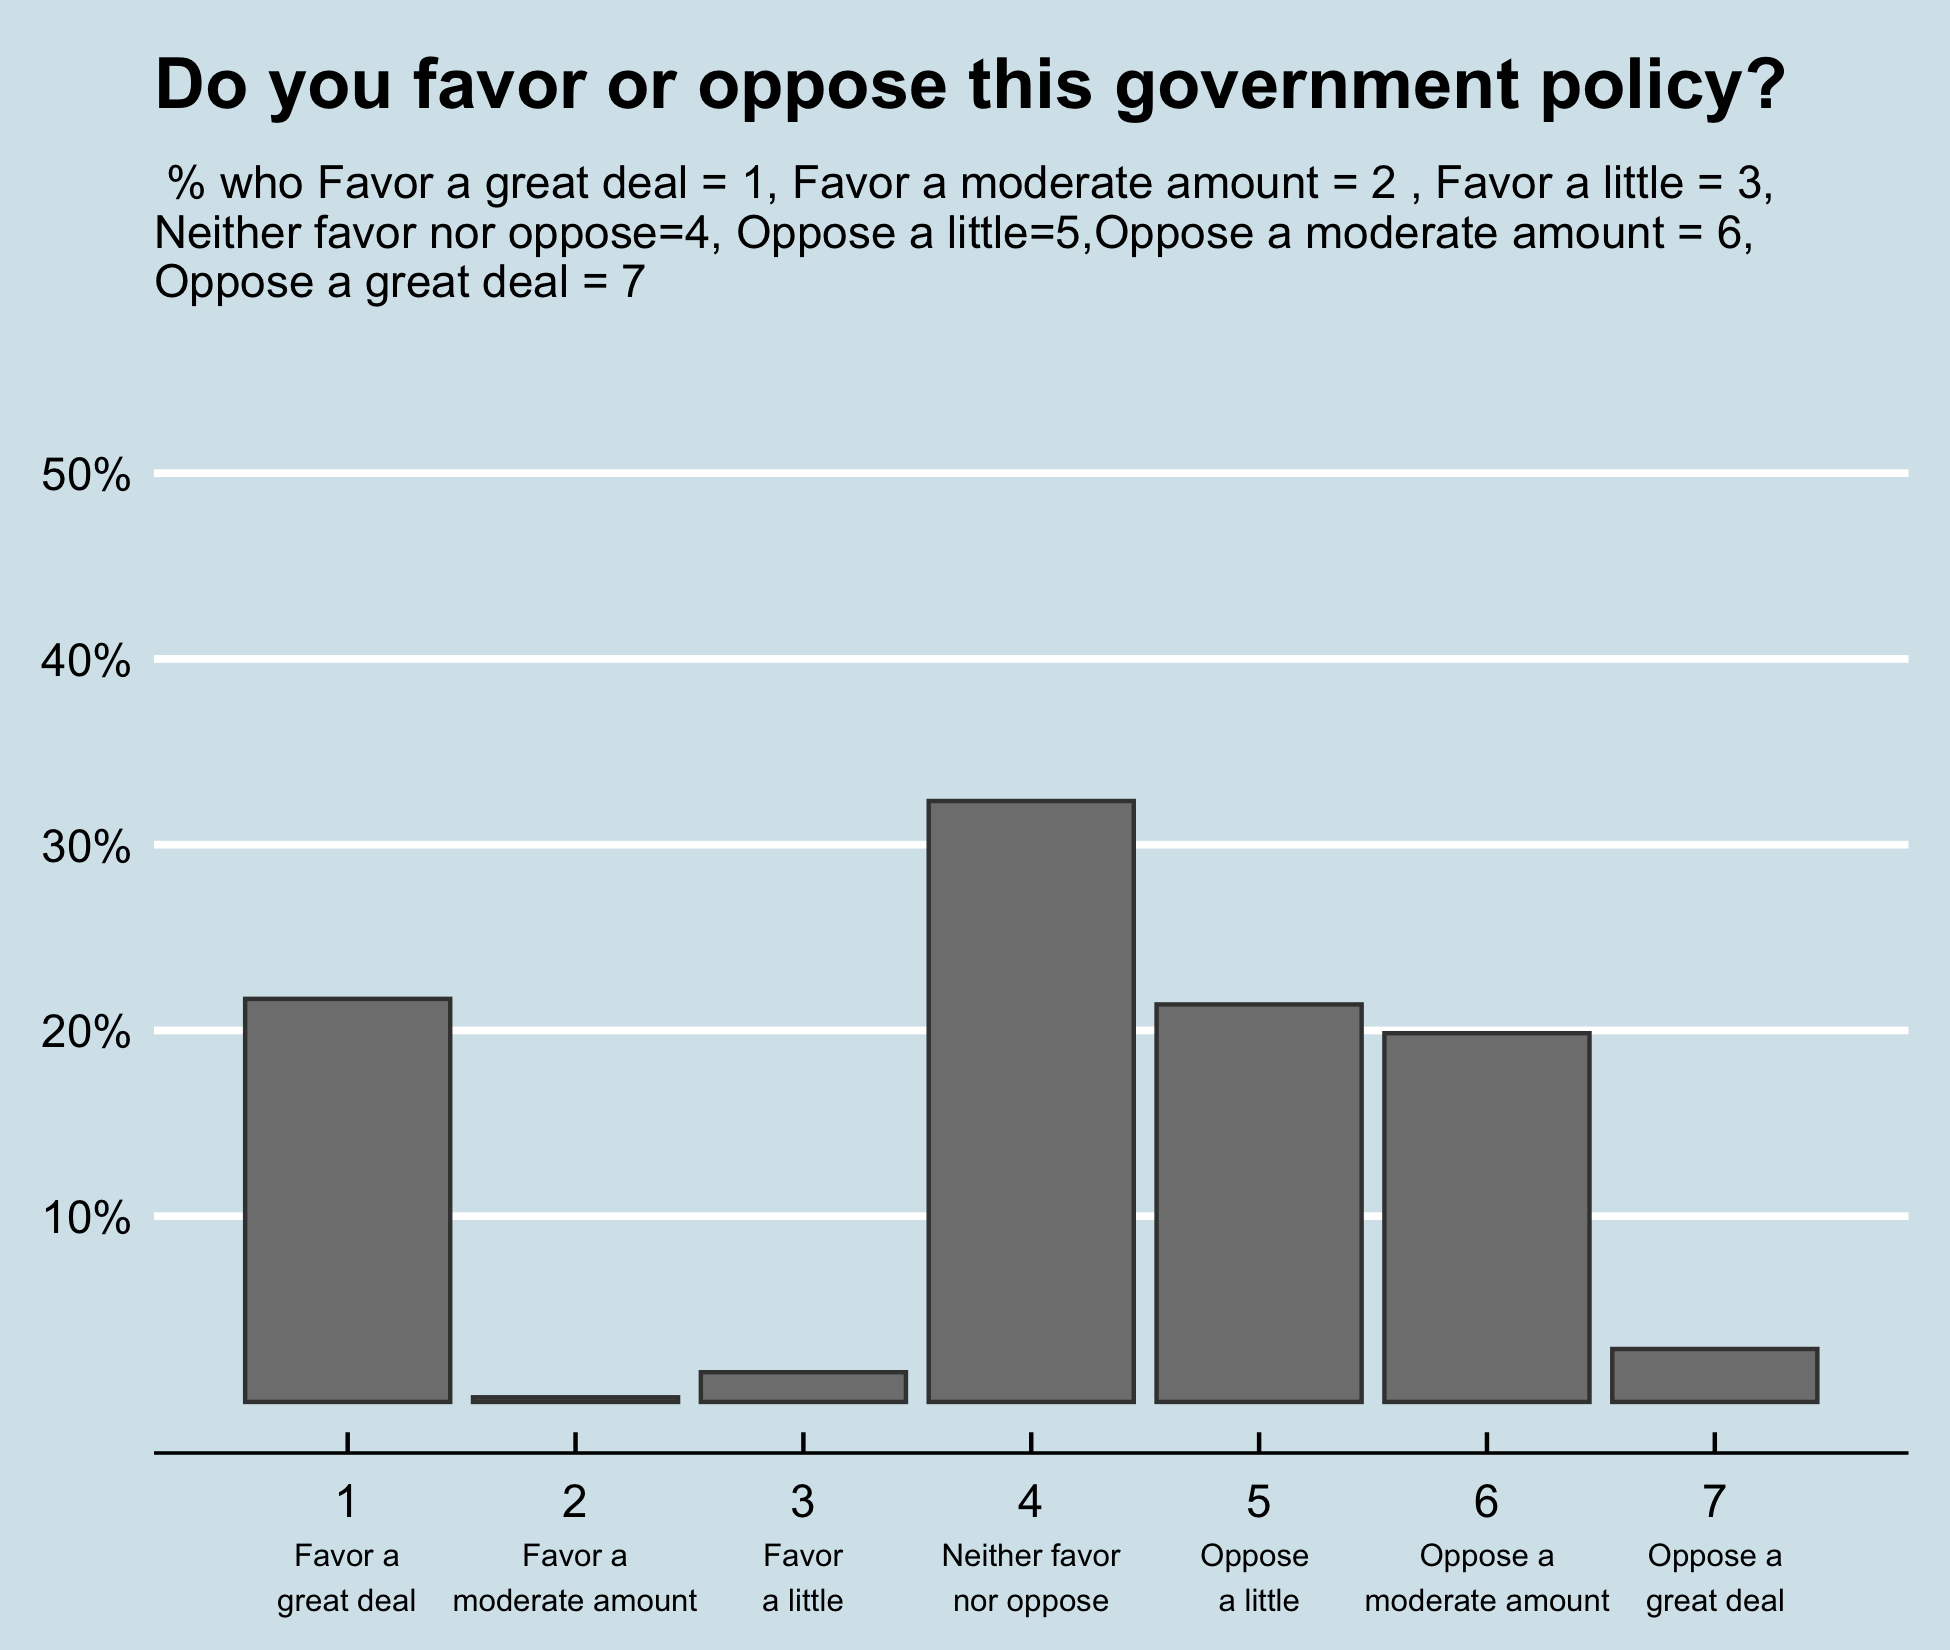 Do you favor or oppose this government policy?
% who Favor a great deal = 1, Favor a moderate amount = 2 , Favor a little = 3,
Neither favor nor oppose=4, Oppose a little=5,Oppose a moderate amount = 6,
Oppose a great deal = 7
50%
40%
30%
20%
10%
1 2 3 4 5 6 7
Favor a Favor a Favor Neither favor Oppose Oppose a Oppose a
great deal moderate amount a little nor oppose a little moderate amount great deal